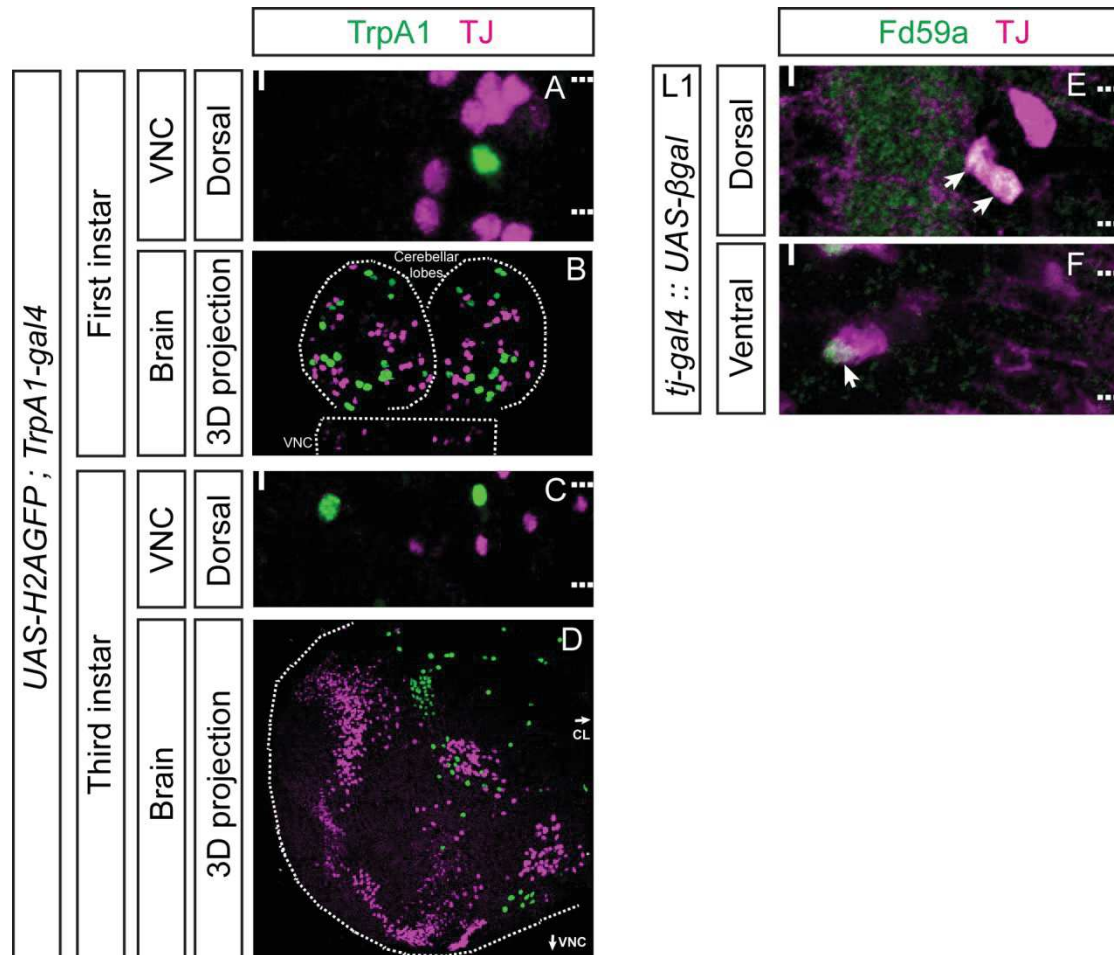 TrpA1 TJ
UAS-H2AGFP ; TrpA1-gal4
First instar
VNC
Dorsal
A
Brain
3D projection
Cerebellar
lobes
B
VNC
Third instar
VNC
Dorsal
C
Brain
3D projection
D
CL
VNC
Fd59a TJ
tj-gal4 :: UAS-βgal
L1
Dorsal
E
Ventral
F